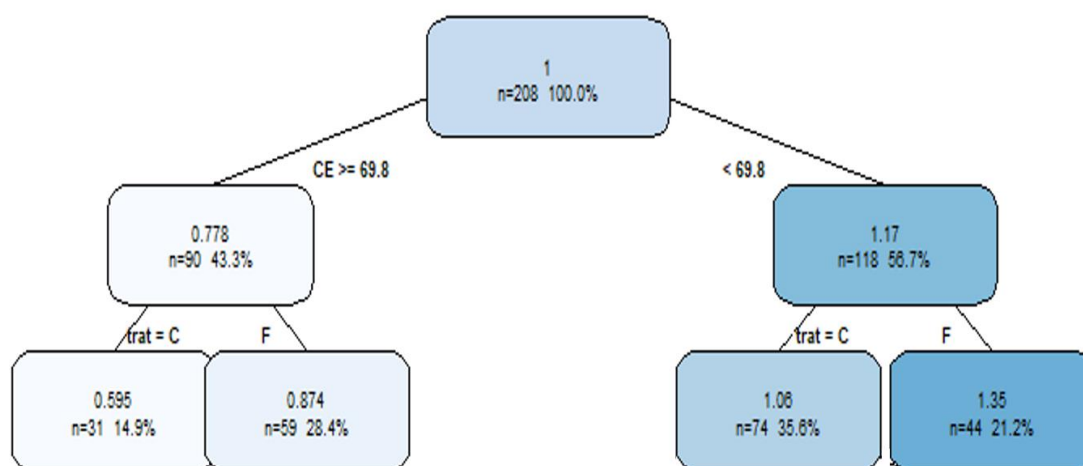 1
n=208 100.0%
CE >= 69.8
< 69.8
0.778
n=90 43.3%
1.17
n=118 56.7%
trat = C
F
trat = C
F
0.595
n=31 14.9%
0.874
n=59 28.4%
1.06
n=74 35.6%
1.35
n=44 21.2%